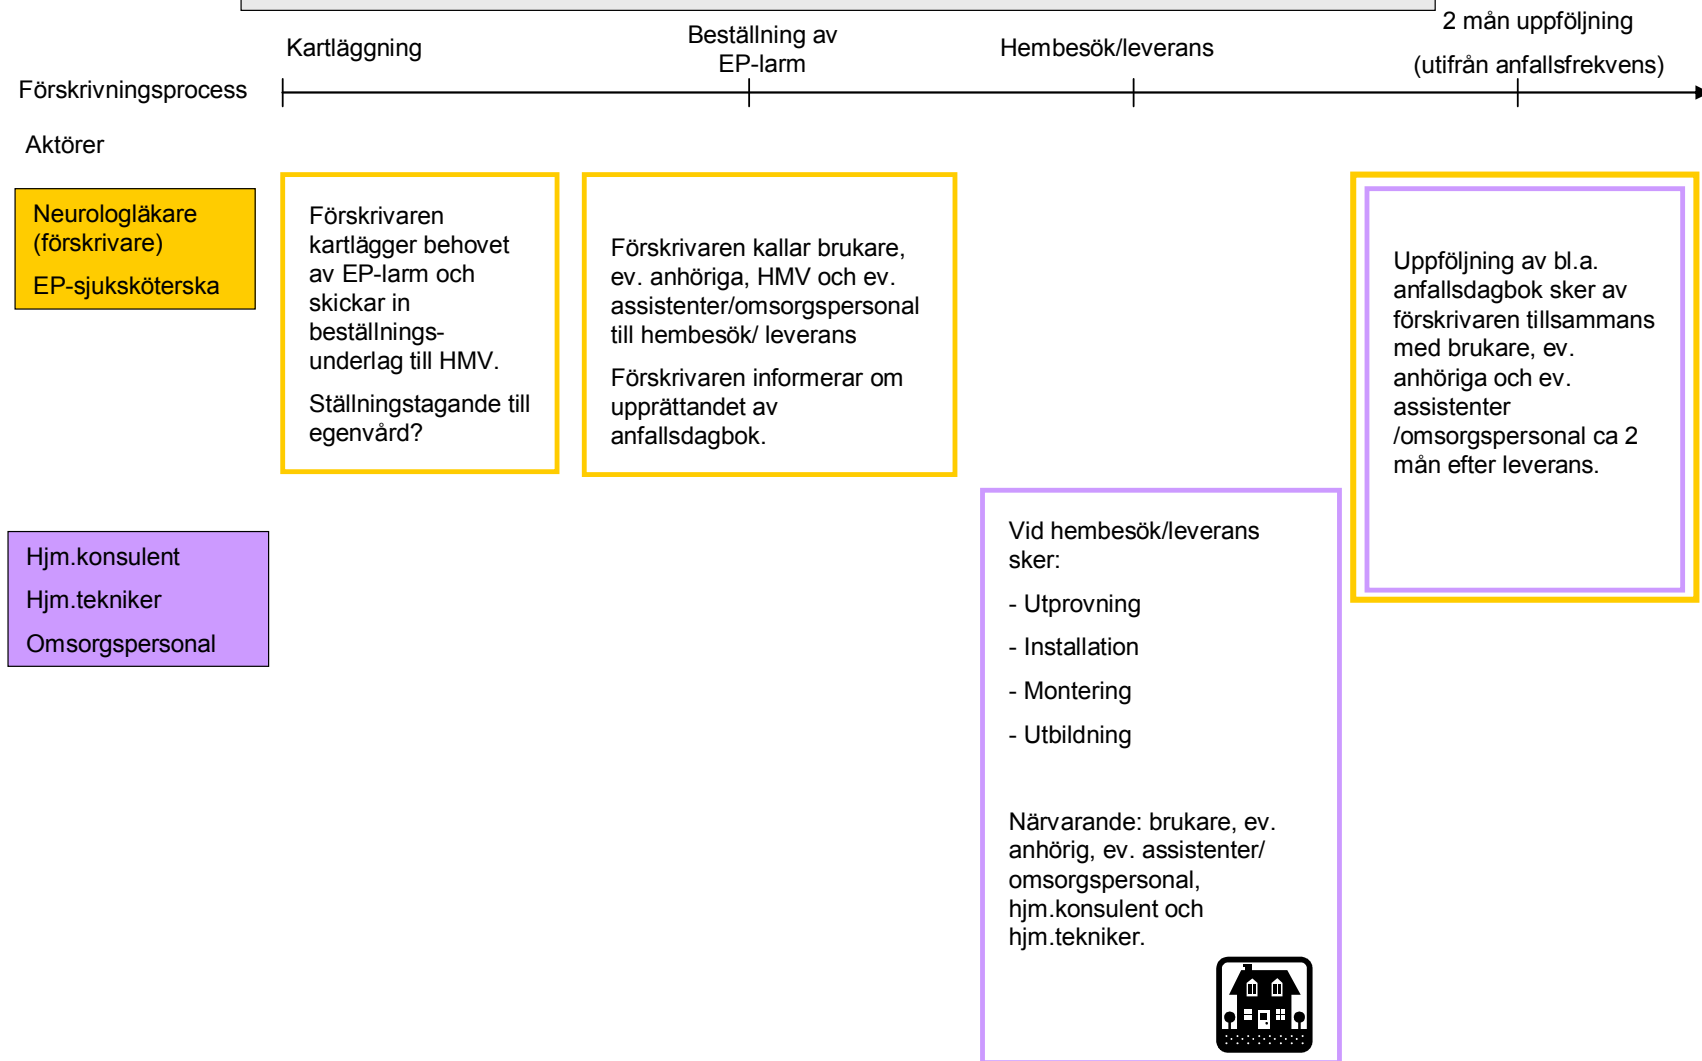 Kartläggning
Beställning av
EP-larm
Hembesök/leverans
2 mån uppföljning
(utifrån anfallsfrekvens)
Förskrivningsprocess
Aktörer
Neurologläkare
(förskrivare)
EP-sjuksköterska
Förskrivaren
kartlägger behovet
av EP-larm och
skickar in
beställnings-
underlag till HMV.
Ställningstagande till
egenvård?
Förskrivaren kallar brukare,
ev. anhöriga, HMV och ev.
assistenter/omsorgspersonal
till hembesök/ leverans
Förskrivaren informerar om
upprättandet av
anfallsdagbok.
Uppföljning av bl.a.
anfallsdagbok sker av
förskrivaren tillsammans
med brukare, ev.
anhöriga och ev.
assistenter
/omsorgspersonal ca 2
mån efter leverans.
Hjm.konsulent
Hjm.tekniker
Omsorgspersonal
Vid hembesök/leverans
sker:
- Utprovning
- Installation
- Montering
- Utbildning
Närvarande: brukare, ev.
anhörig, ev. assistenter/
omsorgspersonal,
hjm.konsulent och
hjm.tekniker.